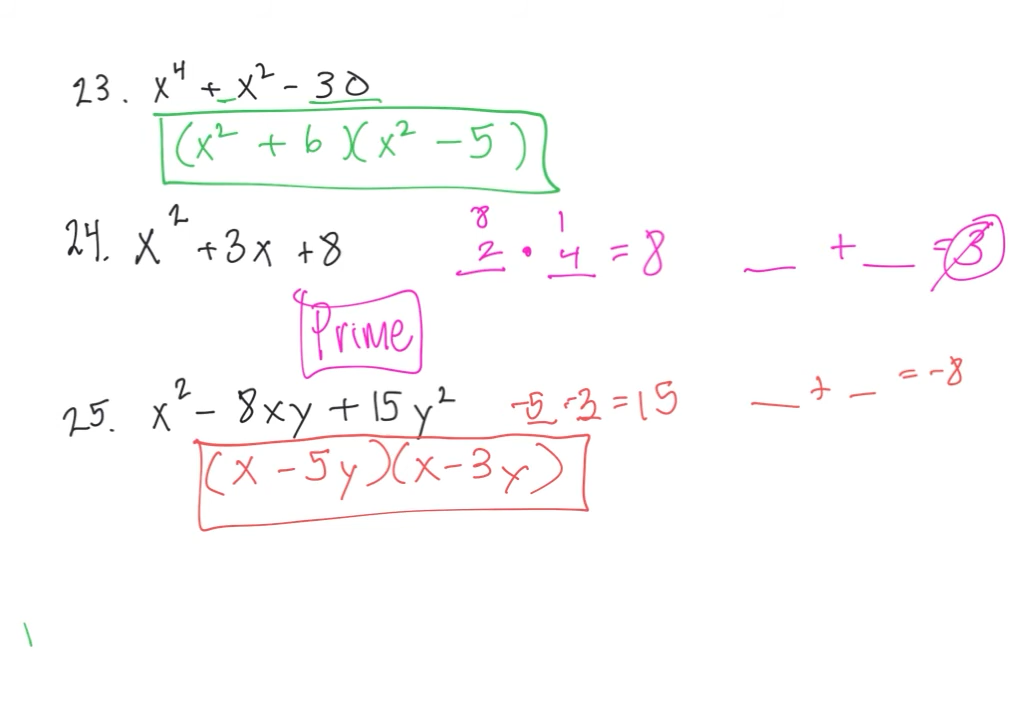 23. x⁴ + x² - 30
(x² + 6)(x² - 5)
24. x² + 3x + 8
8 1
2 · 4 = 8 __ + __ = 3
Prime
25. x² - 8xy + 15y² -5 · -3 = 15 __ + __ = -8
(x - 5y)(x - 3y)